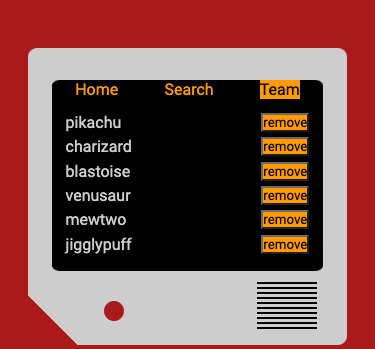 Home Search Team
pikachu remove
charizard remove
blastoise remove
venusaur remove
mewtwo remove
jigglypuff remove